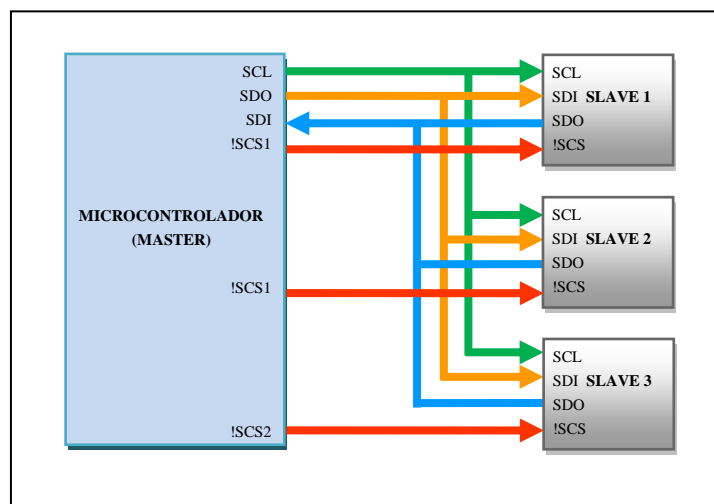 SCL
SDO
SDI
!SCS1
MICROCONTROLADOR
(MASTER)
!SCS1
!SCS2
SCL
SDI SLAVE 1
SDO
!SCS
SCL
SDI SLAVE 2
SDO
!SCS
SCL
SDI SLAVE 3
SDO
!SCS